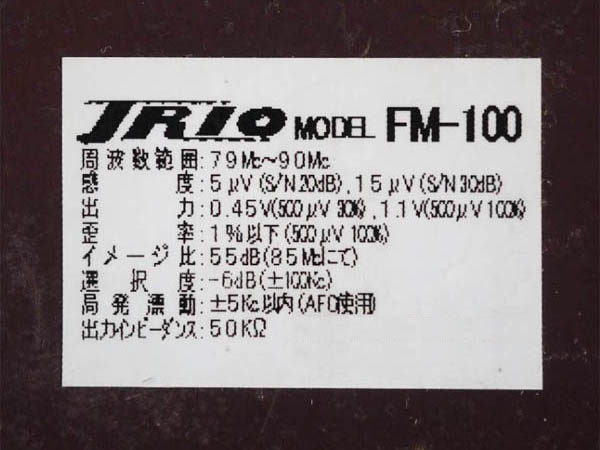 TRIO MODEL FM-100
周波数範囲:79Mc~90Mc
感度:5μV(S/N20dB),15μV(S/N30dB)
出力:0.45V(500μV 30%),1.1V(500μV 100%)
歪率:1%以下(500μV 100%)
イメージ比:55dB(85Mcにて)
選択度:-6dB(±100Kc)
局発漂動:±5Kc以内(AFC使用)
出力インピーダンス:50KΩ